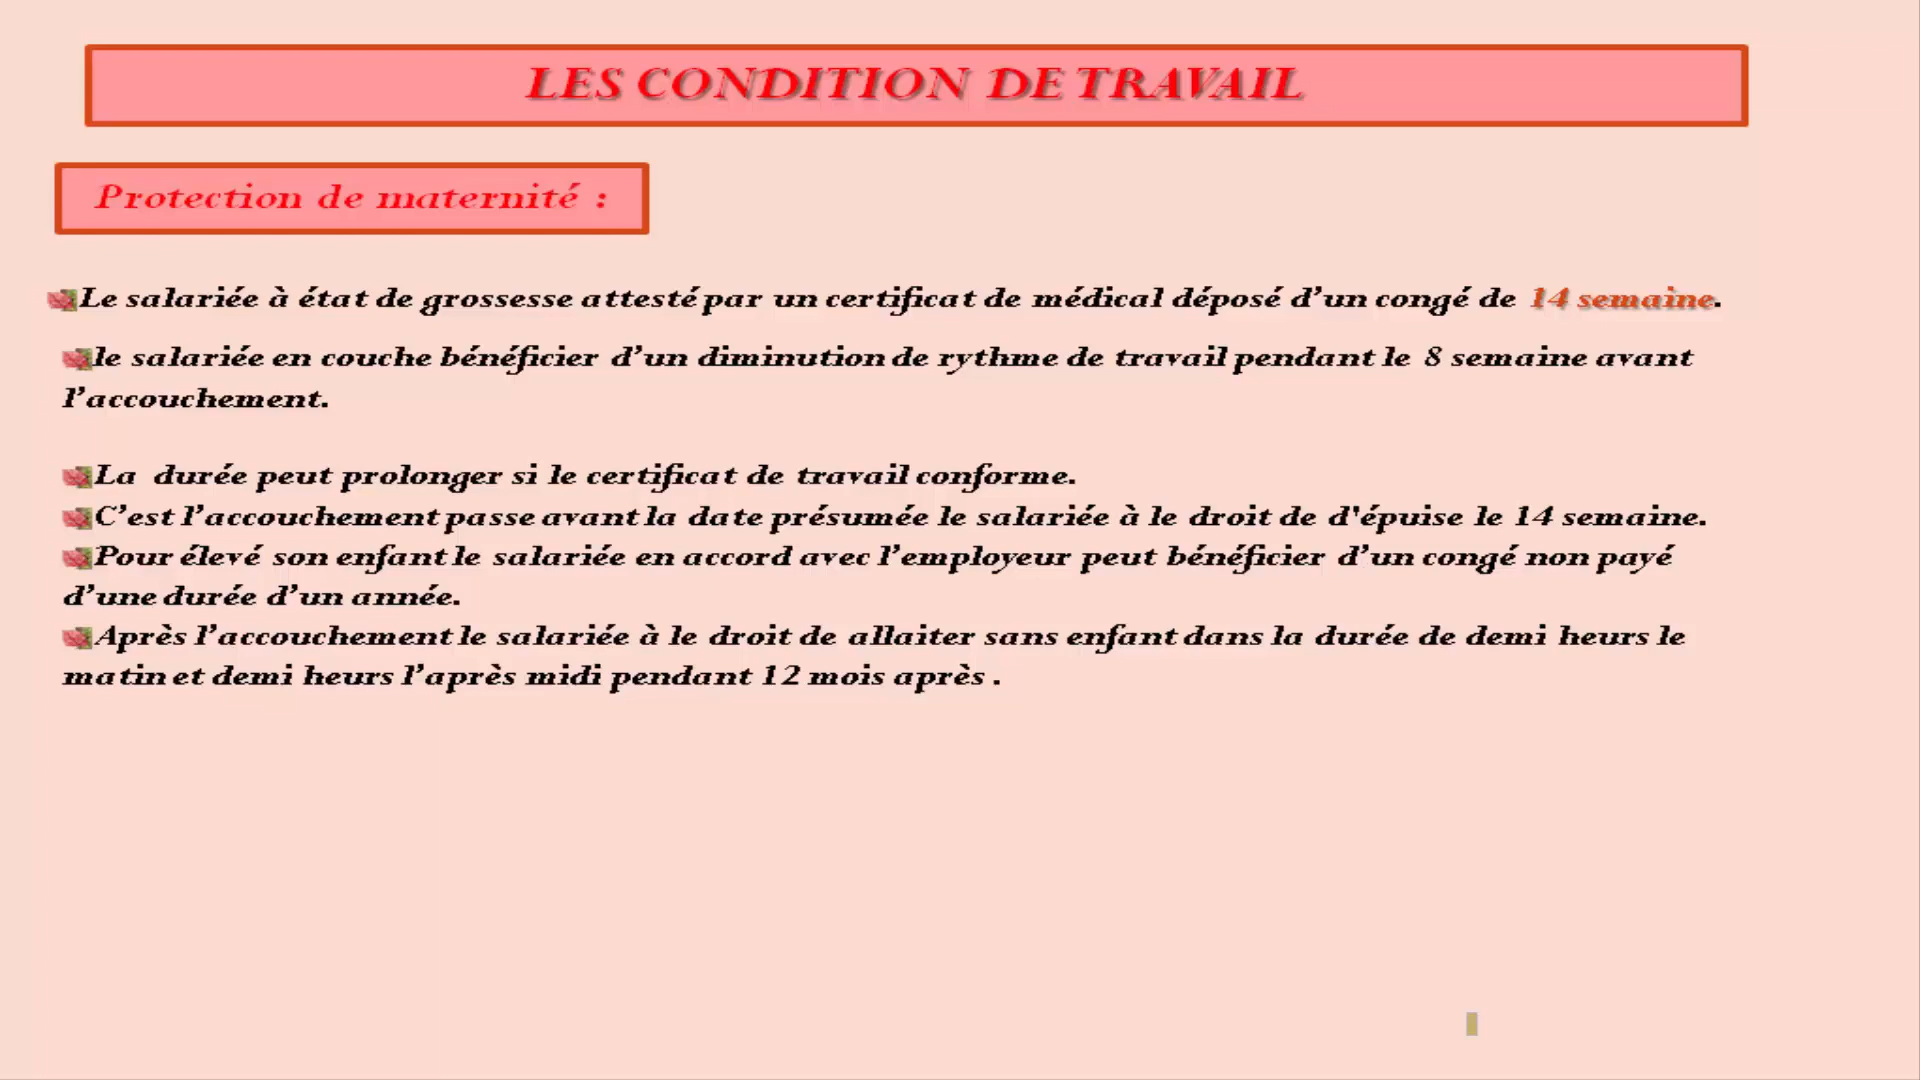 LES CONDITION DE TRAVAIL
Protection de maternité :
Le salariée à état de grossesse attesté par un certificat de médical déposé d’un congé de 14 semaine.
le salariée en couche bénéficier d’un diminution de rythme de travail pendant le 8 semaine avant
l’accouchement.
La durée peut prolonger si le certificat de travail conforme.
C’est l’accouchement passe avant la date présumée le salariée à le droit de d'épuise le 14 semaine.
Pour élevé son enfant le salariée en accord avec l’employeur peut bénéficier d’un congé non payé
d’une durée d’un année.
Après l’accouchement le salariée à le droit de allaiter sans enfant dans la durée de demi heurs le
matin et demi heurs l’après midi pendant 12 mois après .